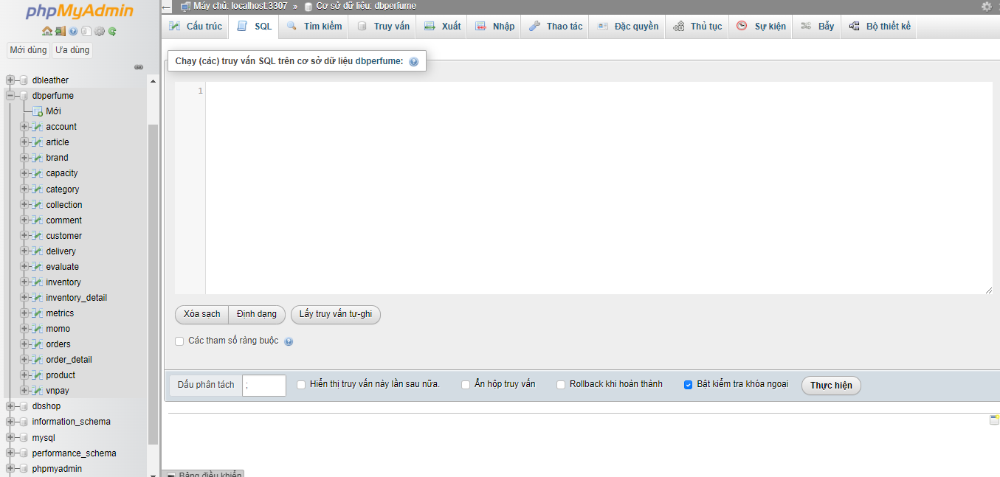 phpMyAdmin
Mới dùng Ưa dùng
dbleather
dbperfume
Mới
account
article
brand
capacity
category
collection
comment
customer
delivery
evaluate
inventory
inventory_detail
metrics
momo
orders
order_detail
product
vnpay
dbshop
information_schema
mysql
performance_schema
phpmyadmin
Máy chủ: localhost:3307 » Cơ sở dữ liệu: dbperfume
Cấu trúc SQL Tìm kiếm Truy vấn Xuất Nhập Thao tác Đặc quyền Thủ tục Sự kiện Bẫy Bộ thiết kế
Chạy (các) truy vấn SQL trên cơ sở dữ liệu dbperfume:
1
Xóa sạch Định dạng Lấy truy vấn tự-ghi
Các tham số ràng buộc
Dấu phân tách ; Hiển thị truy vấn này lần sau nữa. Ẩn hộp truy vấn Rollback khi hoàn thành Bật kiểm tra khóa ngoại Thực hiện
Bảng điều khiển